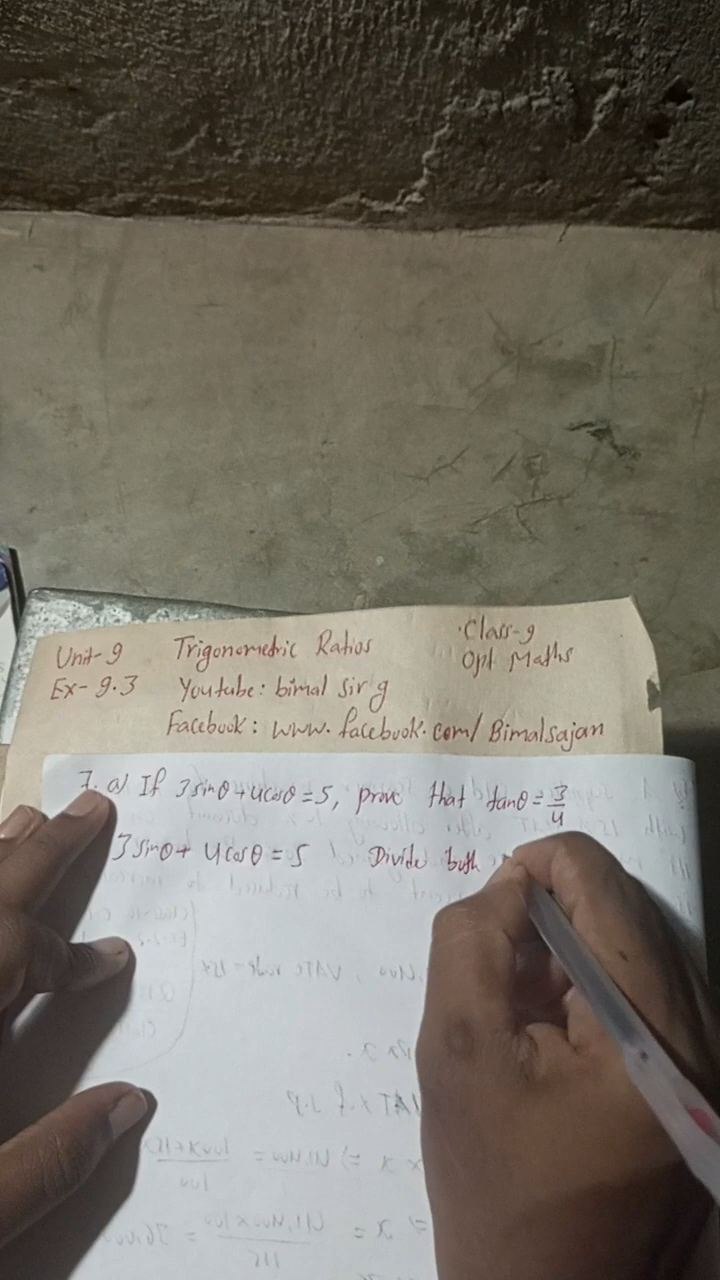 Unit-9 Trigonometric Ratios Class-9
Opt Maths
Ex-9.3 Youtube: bimal sir g
Facebook: www.facebook.com/Bimalsajan
7. a) If 3sinθ+4cosθ=5, prove that tanθ=3/4
3sinθ+4cosθ=5 Divide both